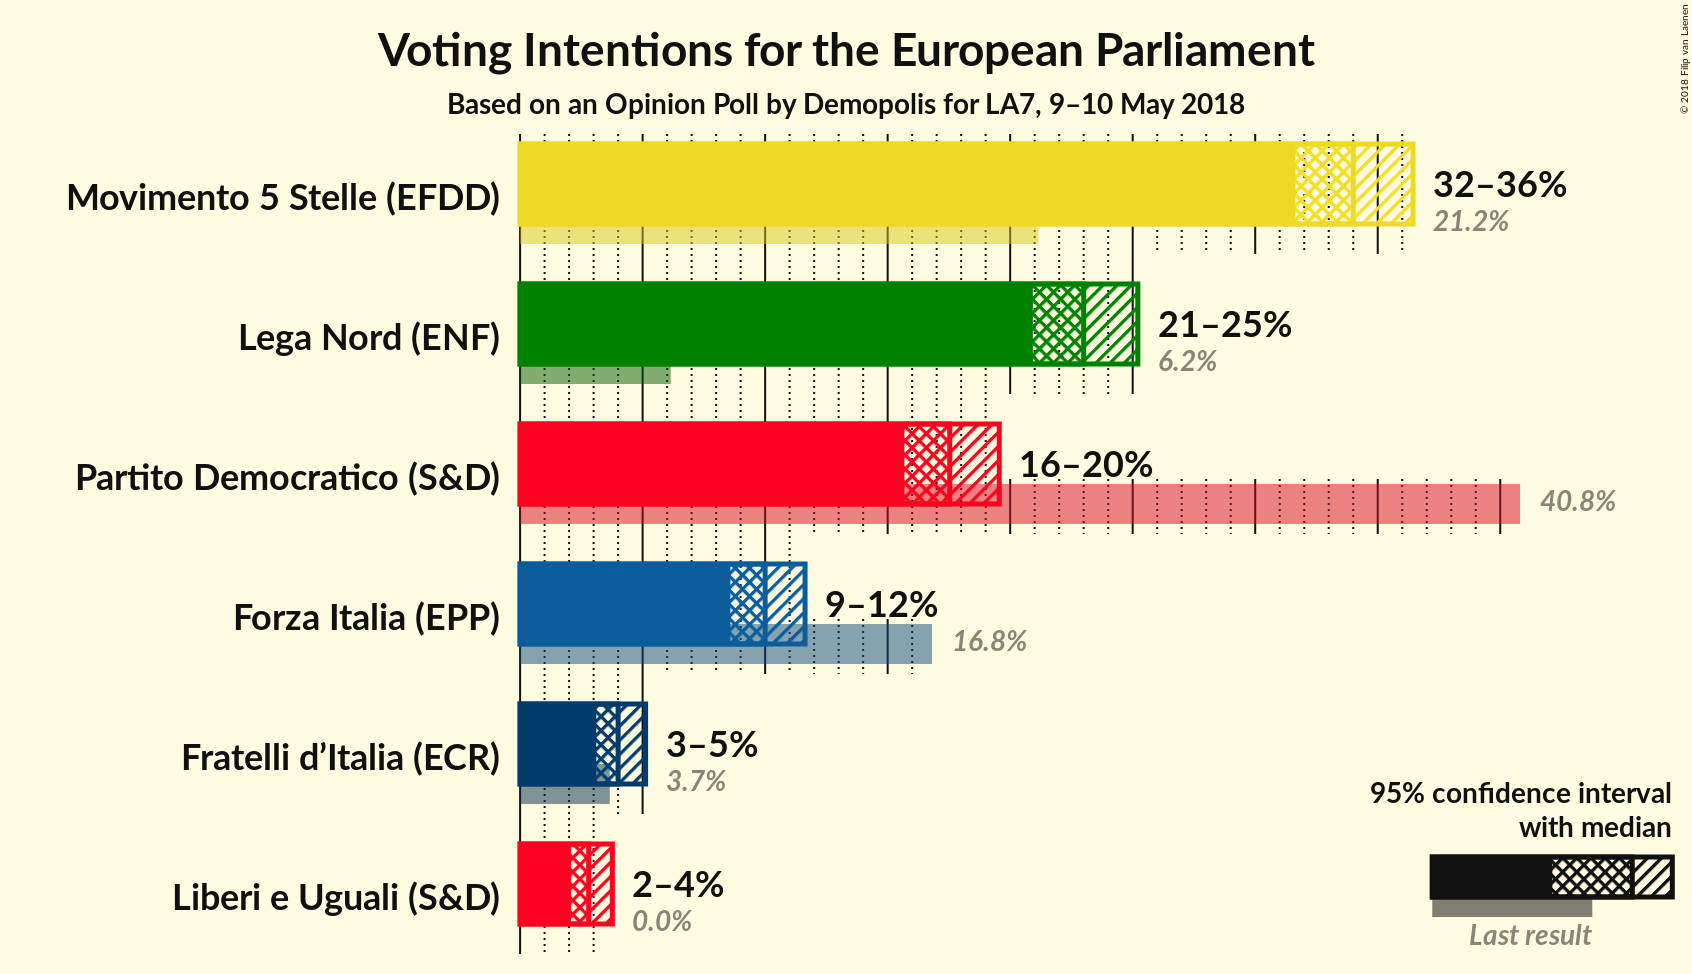 Voting Intentions for the European Parliament
Based on an Opinion Poll by Demopolis for LA7, 9–10 May 2018
© 2018 Filip van Laenen
Movimento 5 Stelle (EFDD)
32–36%
21.2%
Lega Nord (ENF)
21–25%
6.2%
Partito Democratico (S&D)
16–20%
40.8%
Forza Italia (EPP)
9–12%
16.8%
Fratelli d’Italia (ECR)
3–5%
3.7%
Liberi e Uguali (S&D)
2–4%
0.0%
95% confidence interval
with median
Last result